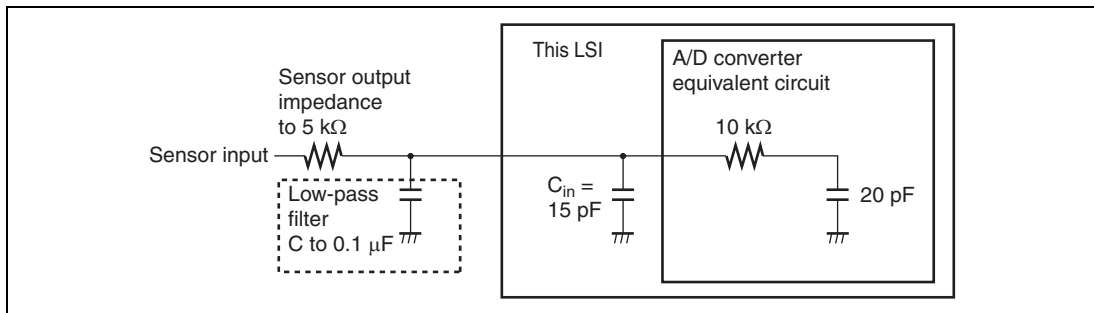 This LSI
A/D converter
equivalent circuit
Sensor output
impedance
to 5 kΩ
10 kΩ
Sensor input
Low-pass
filter
C to 0.1 μF
Cin =
15 pF
20 pF